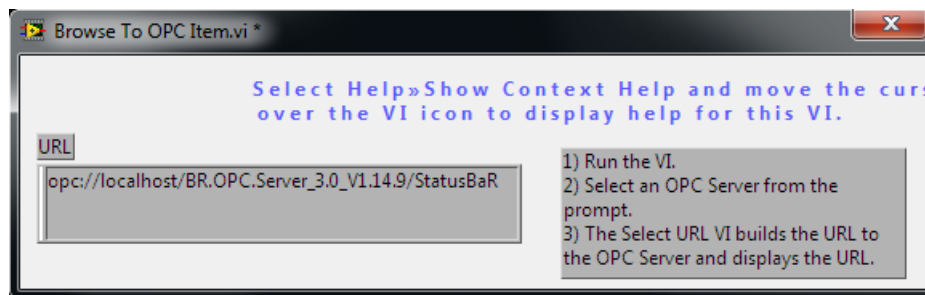 Browse To OPC Item.vi *
Select Help»Show Context Help and move the curs
over the VI icon to display help for this VI.
URL
opc://localhost/BR.OPC.Server_3.0_V1.14.9/StatusBaR
1) Run the VI.
2) Select an OPC Server from the
prompt.
3) The Select URL VI builds the URL to
the OPC Server and displays the URL.